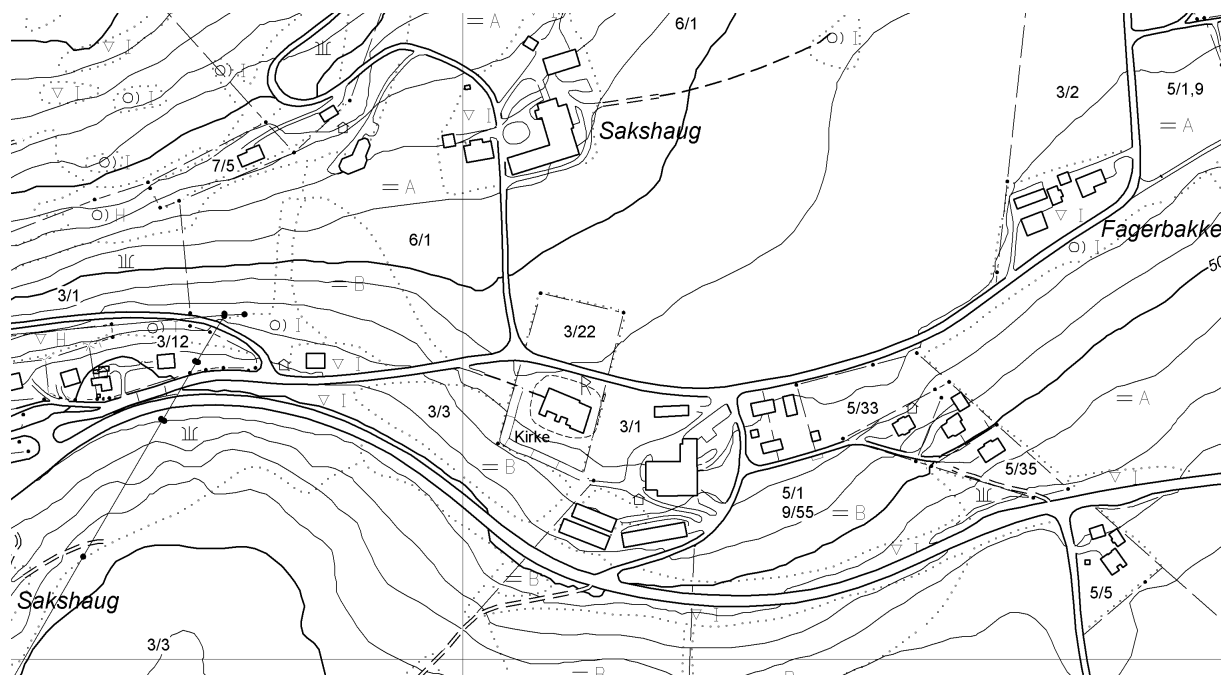 = A
6/1
I
I
I
I
I
I
3/2
5/1,9
= A
Sakshaug
7/5
I
= A
H
I
Fagerbakke
6/1
I
= B
50
3/1
3/22
H
3/12
I
I
I
I
= A
3/3
3/1
5/33
Kirke
= B
5/35
I
5/1
9/55
= B
I
= B
Sakshaug
5/5
I
3/3
= B